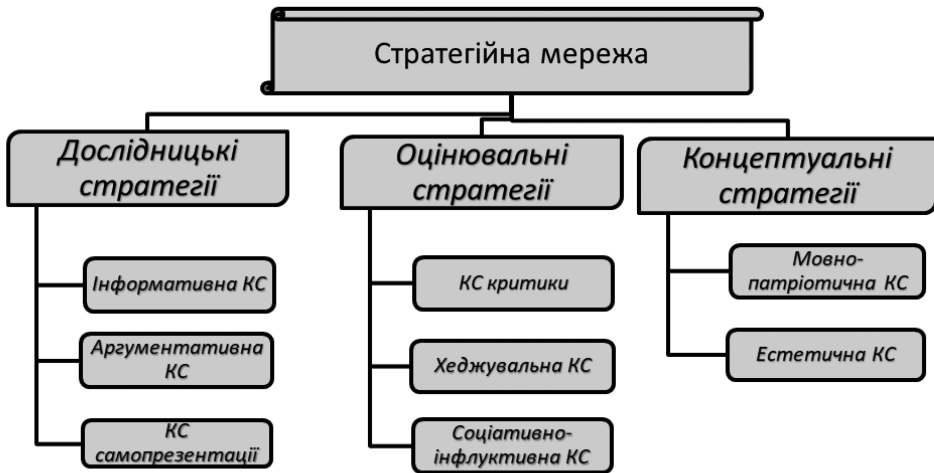 Стратегійна мережа
Дослідницькі
стратегії
Інформативна КС
Аргументативна
КС
КС
самопрезентації
Оцінювальні
стратегії
КС критики
Хеджувальна КС
Соціативно-
інфлуктивна КС
Концептуальні
стратегії
Мовно-
патріотична КС
Естетична КС